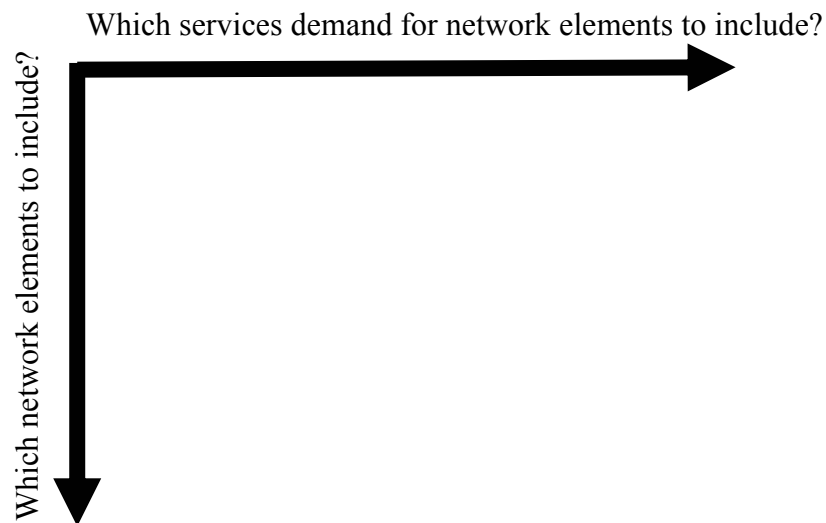 Which services demand for network elements to include?
Which network elements to include?